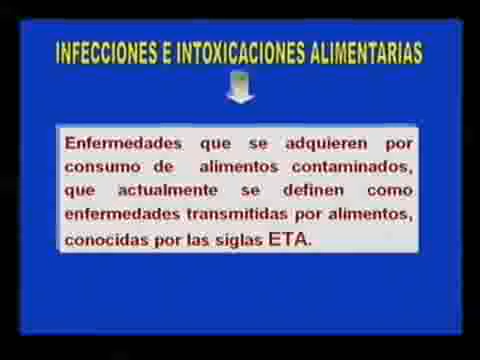 INFECCIONES E INTOXICACIONES ALIMENTARIAS
Enfermedades que se adquieren por
consumo de alimentos contaminados,
que actualmente se definen como
enfermedades transmitidas por alimentos,
conocidas por las siglas ETA.